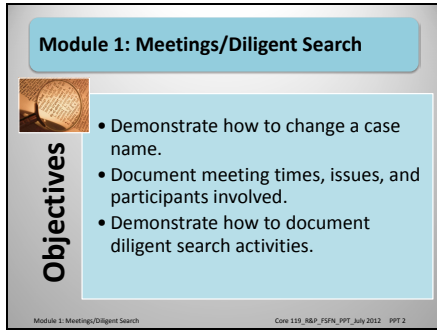 Module 1: Meetings/Diligent Search
Objectives
• Demonstrate how to change a case
name.
• Document meeting times, issues, and
participants involved.
• Demonstrate how to document
diligent search activities.
Module 1: Meetings/Diligent Search Core 119_R&P_FSFN_PPT_July 2012 PPT 2